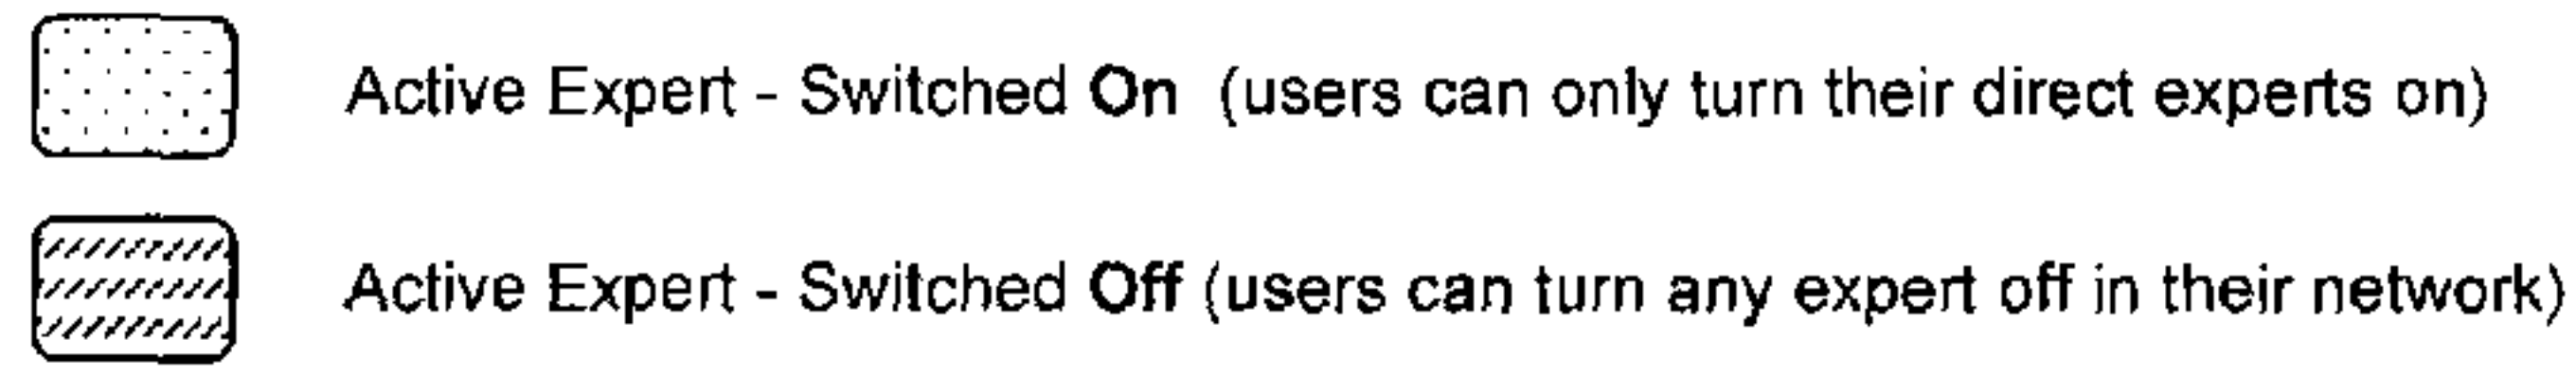 Active Expert - Switched On (users can only turn their direct experts on)
Active Expert - Switched Off (users can turn any expert off in their network)